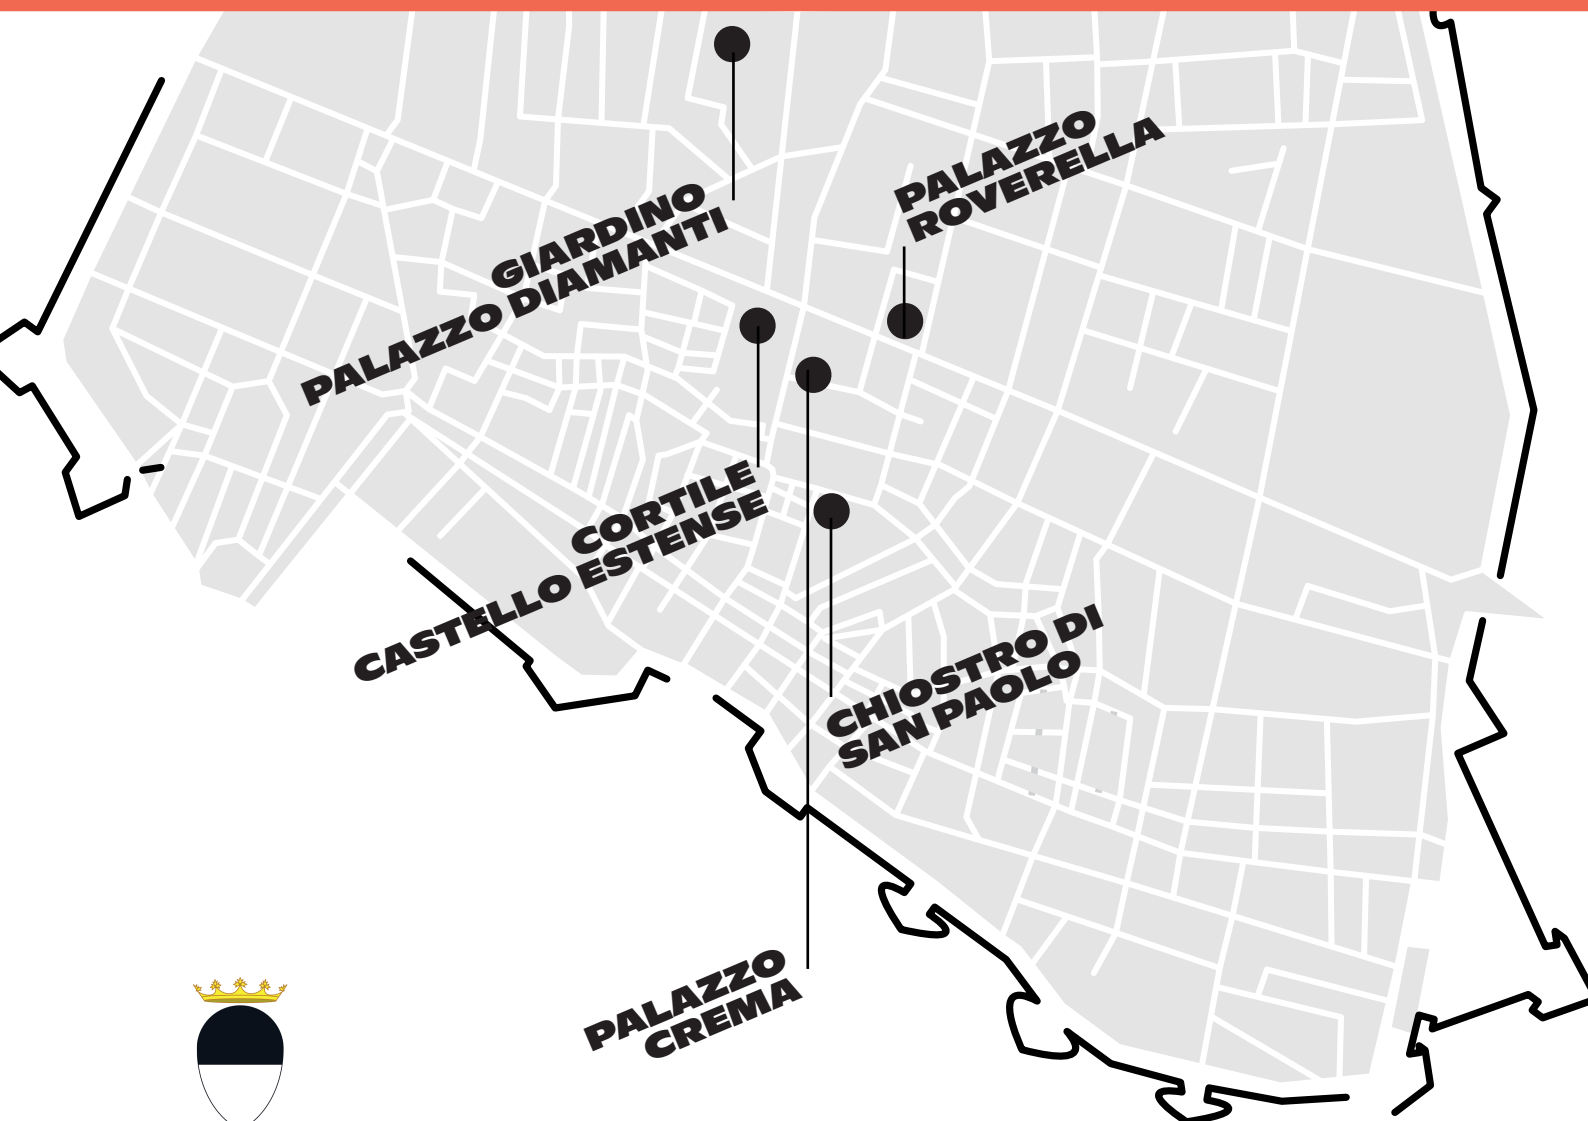 GIARDINO
PALAZZO DIAMANTI
PALAZZO
ROVERELLA
CORTILE
CASTELLO ESTENSE
CHIOSTRO DI
SAN PAOLO
PALAZZO
CREMA